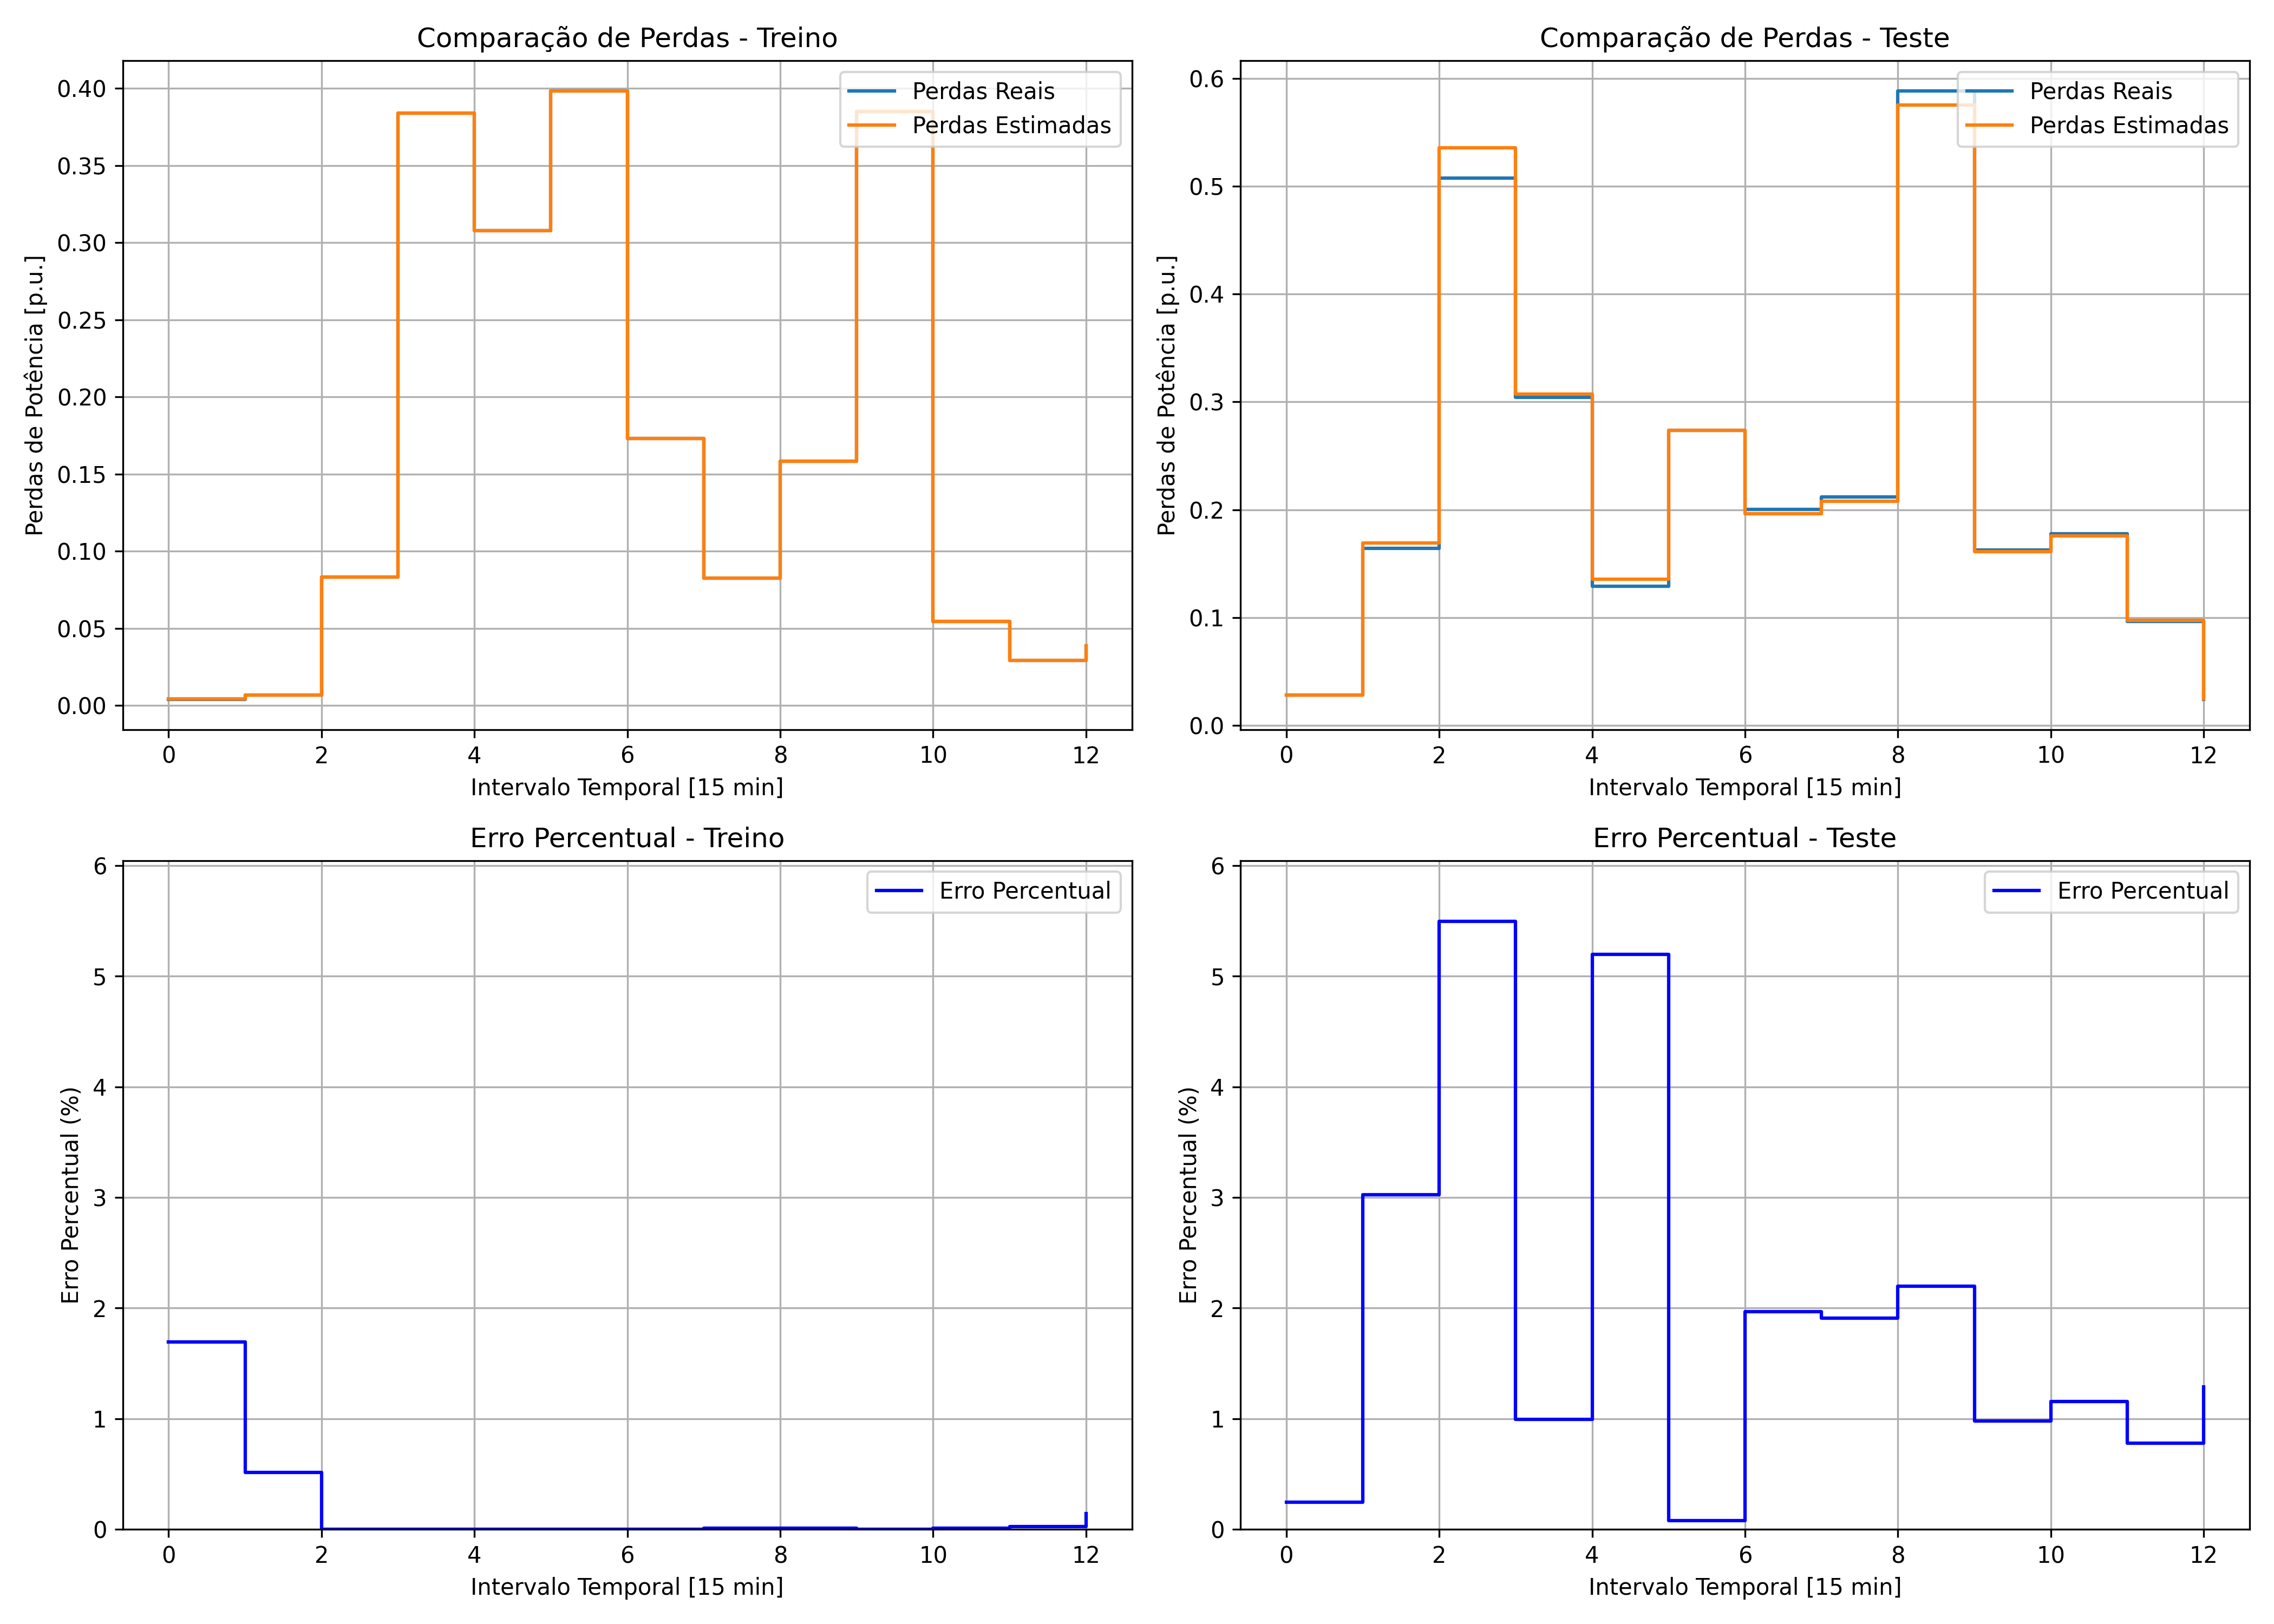 Comparação de Perdas - Treino
Perdas Reais
Perdas Estimadas
Perdas de Potência [p.u.]
0.40
0.35
0.30
0.25
0.20
0.15
0.10
0.05
0.00
0 2 4 6 8 10 12
Intervalo Temporal [15 min]
Comparação de Perdas - Teste
Perdas Reais
Perdas Estimadas
Perdas de Potência [p.u.]
0.6
0.5
0.4
0.3
0.2
0.1
0.0
0 2 4 6 8 10 12
Intervalo Temporal [15 min]
Erro Percentual - Treino
Erro Percentual
Erro Percentual (%)
6
5
4
3
2
1
0
0 2 4 6 8 10 12
Intervalo Temporal [15 min]
Erro Percentual - Teste
Erro Percentual
Erro Percentual (%)
6
5
4
3
2
1
0
0 2 4 6 8 10 12
Intervalo Temporal [15 min]